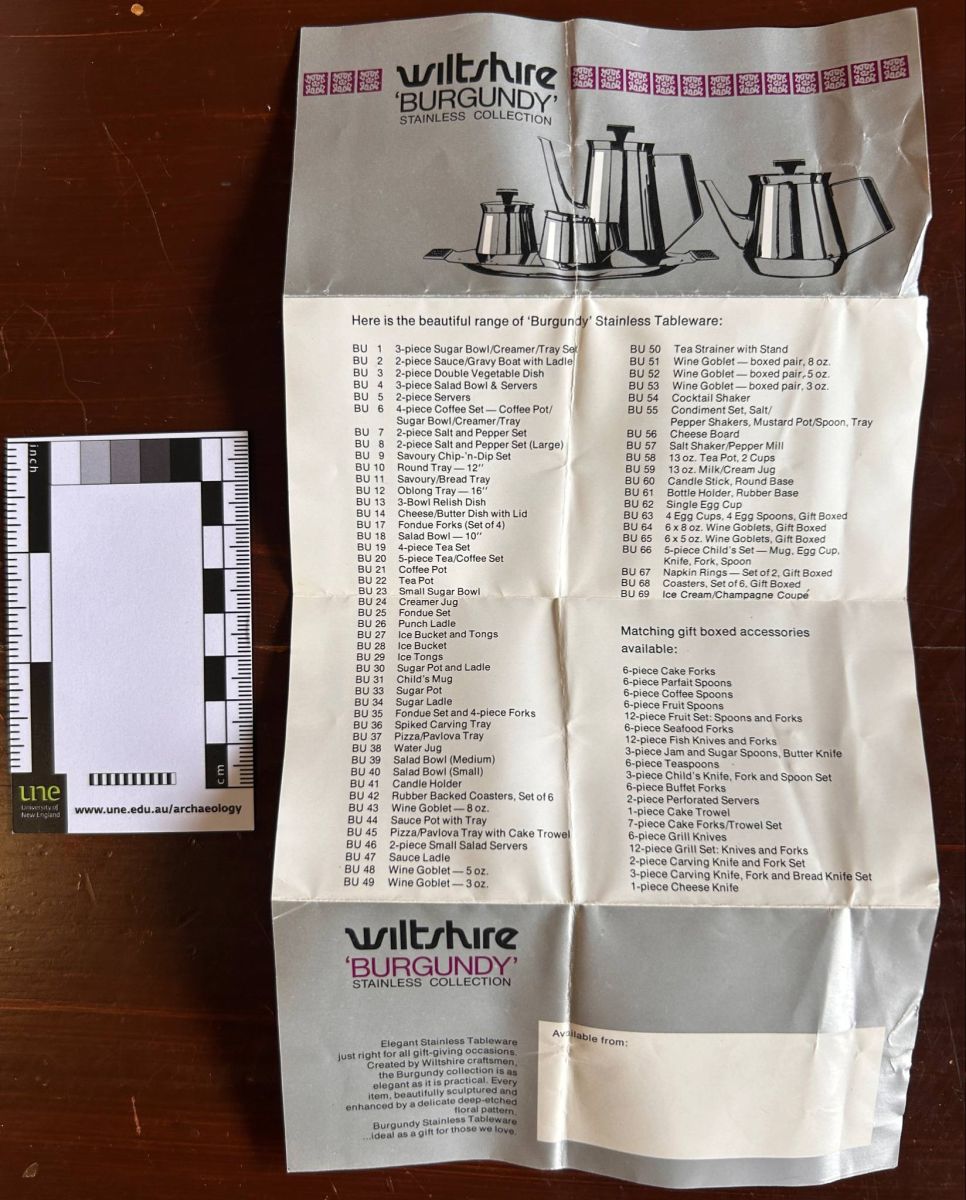 wiltshire
'BURGUNDY'
STAINLESS COLLECTION
Here is the beautiful range of 'Burgundy' Stainless Tableware:
BU 1 3-piece Sugar Bowl/Creamer/Tray Set
BU 2 2-piece Sauce/Gravy Boat with Ladle
BU 3 2-piece Double Vegetable Dish
BU 4 3-piece Salad Bowl & Servers
BU 5 2-piece Servers
BU 6 4-piece Coffee Set — Coffee Pot/
Sugar Bowl/Creamer/Tray
BU 7 2-piece Salt and Pepper Set
BU 8 2-piece Salt and Pepper Set (Large)
BU 9 Savoury Chip-'n-Dip Set
BU 10 Round Tray — 12"
BU 11 Savoury/Bread Tray
BU 12 Oblong Tray — 16"
BU 13 3-Bowl Relish Dish
BU 14 Cheese/Butter Dish with Lid
BU 17 Fondue Forks (Set of 4)
BU 18 Salad Bowl — 10"
BU 19 4-piece Tea Set
BU 20 5-piece Tea/Coffee Set
BU 21 Coffee Pot
BU 22 Tea Pot
BU 23 Small Sugar Bowl
BU 24 Creamer Jug
BU 25 Fondue Set
BU 26 Punch Ladle
BU 27 Ice Bucket and Tongs
BU 28 Ice Bucket
BU 29 Ice Tongs
BU 30 Sugar Pot and Ladle
BU 31 Child's Mug
BU 33 Sugar Pot
BU 34 Sugar Ladle
BU 35 Fondue Set and 4-piece Forks
BU 36 Spiked Carving Tray
BU 37 Pizza/Pavlova Tray
BU 38 Water Jug
BU 39 Salad Bowl (Medium)
BU 40 Salad Bowl (Small)
BU 41 Candle Holder
BU 42 Rubber Backed Coasters, Set of 6
BU 43 Wine Goblet — 8 oz.
BU 44 Sauce Pot with Tray
BU 45 Pizza/Pavlova Tray with Cake Trowel
BU 46 2-piece Small Salad Servers
BU 47 Sauce Ladle
BU 48 Wine Goblet — 5 oz.
BU 49 Wine Goblet — 3 oz.
BU 50 Tea Strainer with Stand
BU 51 Wine Goblet — boxed pair, 8 oz.
BU 52 Wine Goblet — boxed pair, 5 oz.
BU 53 Wine Goblet — boxed pair, 3 oz.
BU 54 Cocktail Shaker
BU 55 Condiment Set, Salt/
Pepper Shakers, Mustard Pot/Spoon, Tray
BU 56 Cheese Board
BU 57 Salt Shaker/Pepper Mill
BU 58 13 oz. Tea Pot, 2 Cups
BU 59 13 oz. Milk/Cream Jug
BU 60 Candle Stick, Round Base
BU 61 Bottle Holder, Rubber Base
BU 62 Single Egg Cup
BU 63 4 Egg Cups, 4 Egg Spoons, Gift Boxed
BU 64 6 x 8 oz. Wine Goblets, Gift Boxed
BU 65 6 x 5 oz. Wine Goblets, Gift Boxed
BU 66 5-piece Child's Set — Mug, Egg Cup,
Knife, Fork, Spoon
BU 67 Napkin Rings — Set of 2, Gift Boxed
BU 68 Coasters, Set of 6, Gift Boxed
BU 69 Ice Cream/Champagne Coupé
Matching gift boxed accessories
available:
6-piece Cake Forks
6-piece Parfait Spoons
6-piece Coffee Spoons
6-piece Fruit Spoons
12-piece Fruit Set: Spoons and Forks
6-piece Seafood Forks
12-piece Fish Knives and Forks
3-piece Jam and Sugar Spoons, Butter Knife
6-piece Teaspoons
3-piece Child's Knife, Fork and Spoon Set
6-piece Buffet Forks
2-piece Perforated Servers
1-piece Cake Trowel
7-piece Cake Forks/Trowel Set
6-piece Grill Knives
12-piece Grill Set: Knives and Forks
2-piece Carving Knife and Fork Set
3-piece Carving Knife, Fork and Bread Knife Set
1-piece Cheese Knife
wiltshire
'BURGUNDY'
STAINLESS COLLECTION
Elegant Stainless Tableware
just right for all gift-giving occasions.
Created by Wiltshire craftsmen,
the Burgundy collection is as
elegant as it is practical. Every
item, beautifully sculptured and
enhanced by a delicate deep-etched
floral pattern.
Burgundy Stainless Tableware
...ideal as a gift for those we love.
Available from:
inch
cm
une
University of
New England
www.une.edu.au/archaeology